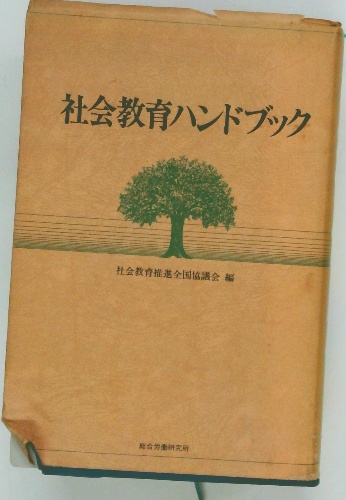 社会教育ハンドブック
社会教育推進全国協議会 編
総合労働研究所